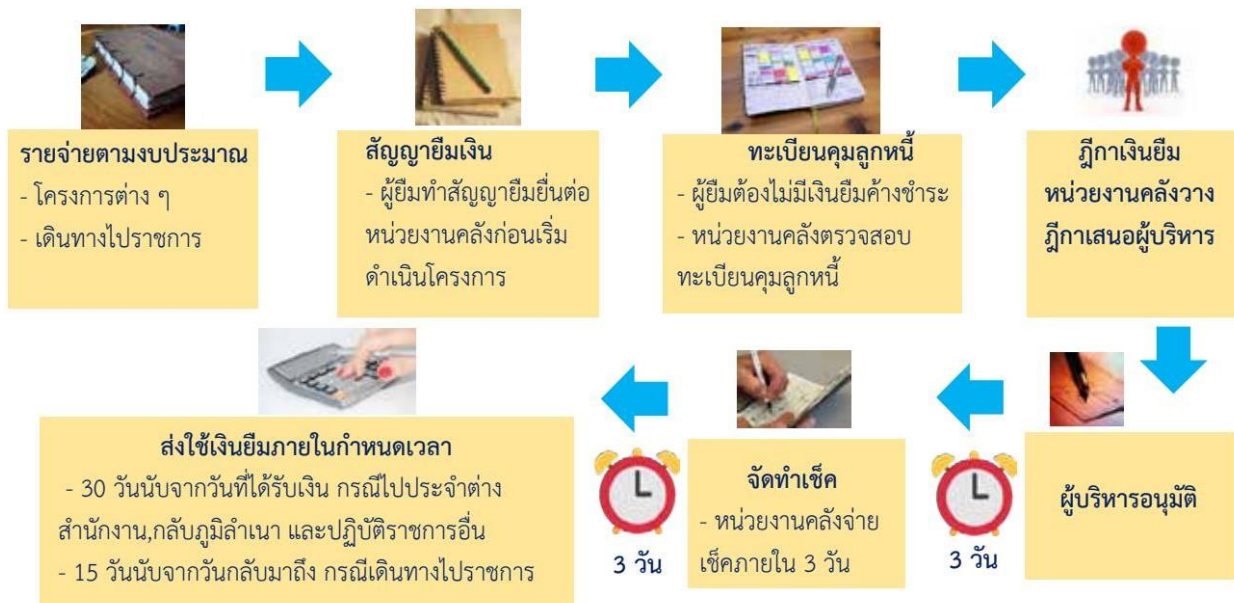 รายจ่ายตามงบประมาณ
- โครงการต่าง ๆ
- เดินทางไปราชการ
สัญญายืมเงิน
- ผู้ยืมทำสัญญายืมยื่นต่อ
หน่วยงานคลังก่อนเริ่ม
ดำเนินโครงการ
ทะเบียนคุมลูกหนี้
- ผู้ยืมต้องไม่มีเงินยืมค้างชำระ
- หน่วยงานคลังตรวจสอบ
ทะเบียนคุมลูกหนี้
ฎีกาเงินยืม
หน่วยงานคลังวาง
ฎีกาเสนอผู้บริหาร
ผู้บริหารอนุมัติ
3 วัน
จัดทำเช็ค
- หน่วยงานคลังจ่าย
เช็คภายใน 3 วัน
3 วัน
ส่งใช้เงินยืมภายในกำหนดเวลา
- 30 วันนับจากวันที่ได้รับเงิน กรณีไปประจำต่าง
สำนักงาน,กลับภูมิลำเนา และปฏิบัติราชการอื่น
- 15 วันนับจากวันกลับมาถึง กรณีเดินทางไปราชการ